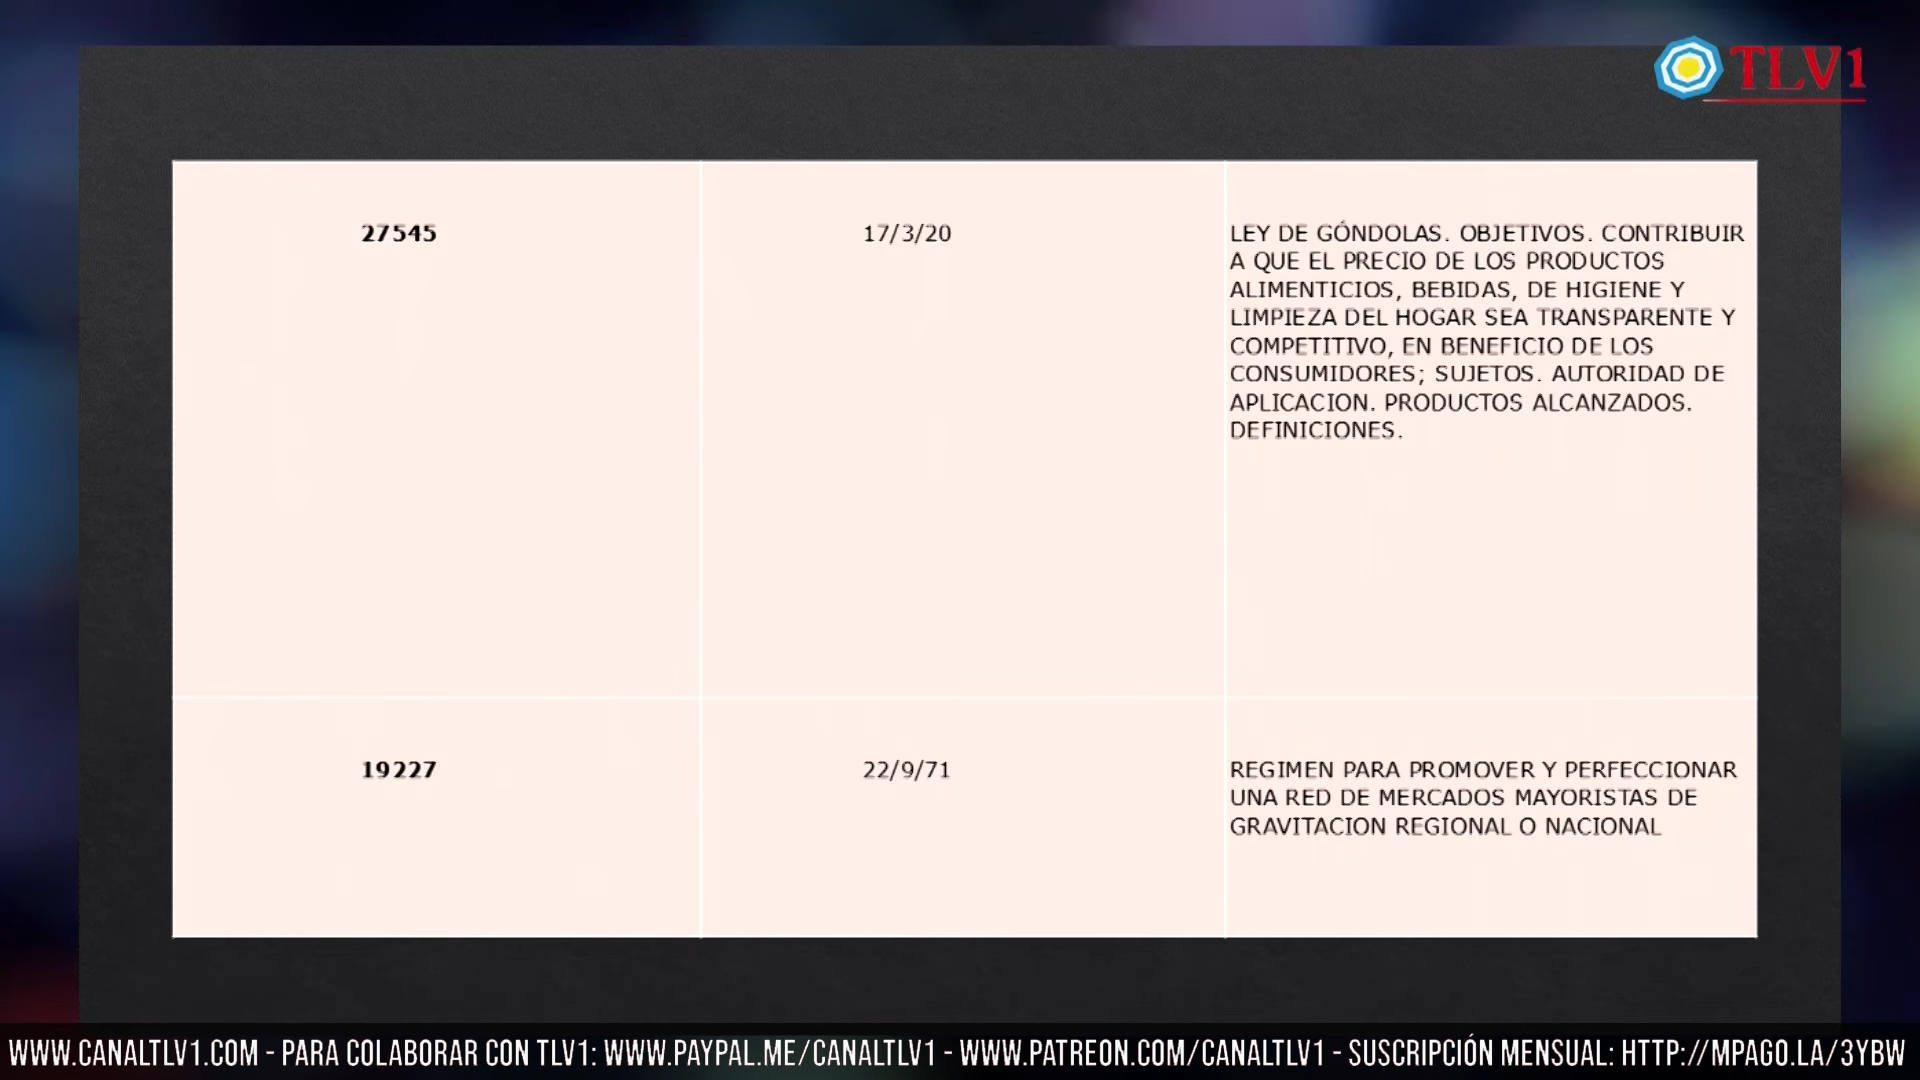 TLV1
27545
17/3/20
LEY DE GÓNDOLAS. OBJETIVOS. CONTRIBUIR
A QUE EL PRECIO DE LOS PRODUCTOS
ALIMENTICIOS, BEBIDAS, DE HIGIENE Y
LIMPIEZA DEL HOGAR SEA TRANSPARENTE Y
COMPETITIVO, EN BENEFICIO DE LOS
CONSUMIDORES; SUJETOS. AUTORIDAD DE
APLICACION. PRODUCTOS ALCANZADOS.
DEFINICIONES.
19227
22/9/71
REGIMEN PARA PROMOVER Y PERFECCIONAR
UNA RED DE MERCADOS MAYORISTAS DE
GRAVITACION REGIONAL O NACIONAL
WWW.CANALTLV1.COM - PARA COLABORAR CON TLV1: WWW.PAYPAL.ME/CANALTLV1 - WWW.PATREON.COM/CANALTLV1 - SUSCRIPCIÓN MENSUAL: HTTP://MPAGO.LA/3YBW